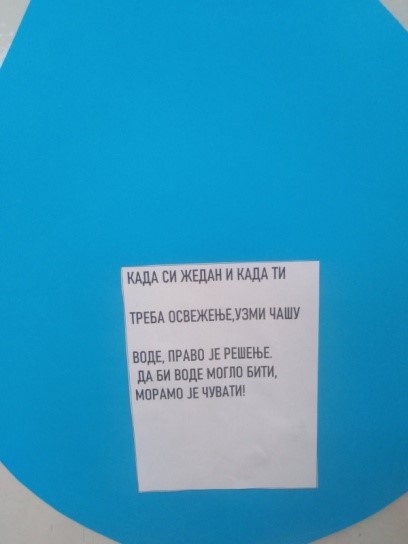 КАДА СИ ЖЕДАН И КАДА ТИ
ТРЕБА ОСВЕЖЕЊЕ,УЗМИ ЧАШУ
ВОДЕ, ПРАВО ЈЕ РЕШЕЊЕ.
ДА БИ ВОДЕ МОГЛО БИТИ,
МОРАМО ЈЕ ЧУВАТИ!